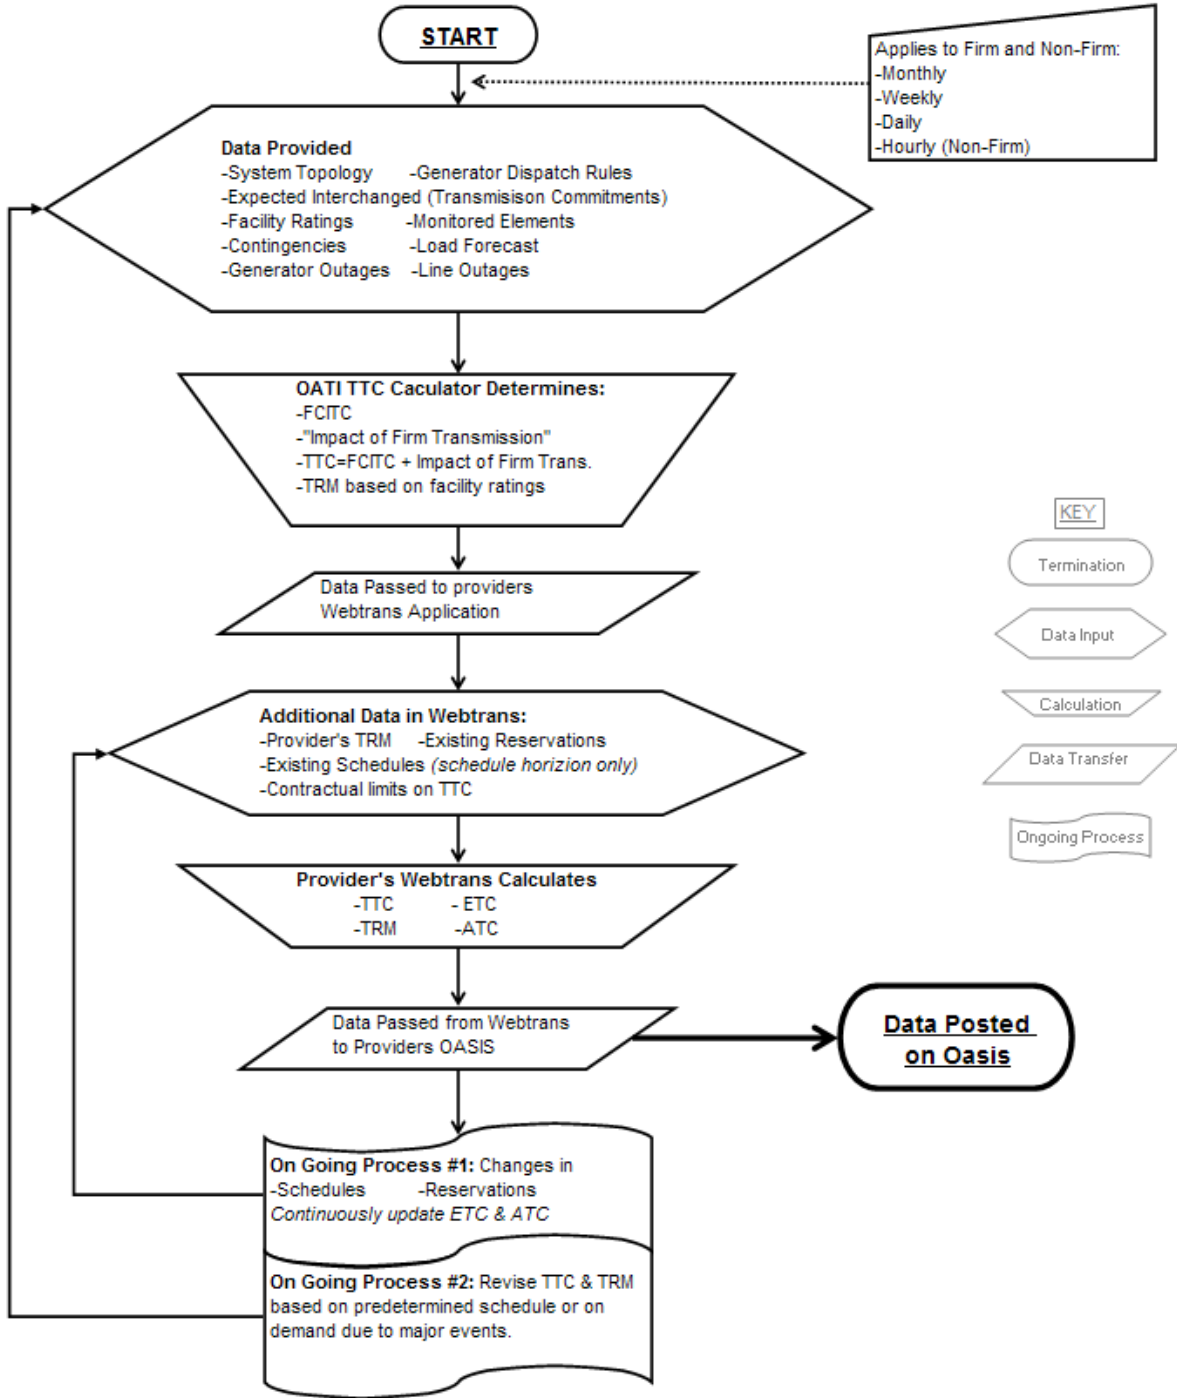 START
Applies to Firm and Non-Firm:
-Monthly
-Weekly
-Daily
-Hourly (Non-Firm)
Data Provided
-System Topology -Generator Dispatch Rules
-Expected Interchanged (Transmisison Commitments)
-Facility Ratings -Monitored Elements
-Contingencies -Load Forecast
-Generator Outages -Line Outages
OATI TTC Caculator Determines:
-FCITC
-"Impact of Firm Transmission"
-TTC=FCITC + Impact of Firm Trans.
-TRM based on facility ratings
KEY
Termination
Data Input
Calculation
Data Transfer
Ongoing Process
Data Passed to providers
Webtrans Application
Additional Data in Webtrans:
-Provider's TRM -Existing Reservations
-Existing Schedules (schedule horizion only)
-Contractual limits on TTC
Provider's Webtrans Calculates
-TTC - ETC
-TRM -ATC
Data Passed from Webtrans
to Providers OASIS
Data Posted
on Oasis
On Going Process #1: Changes in
-Schedules -Reservations
Continuously update ETC & ATC
On Going Process #2: Revise TTC & TRM
based on predetermined schedule or on
demand due to major events.